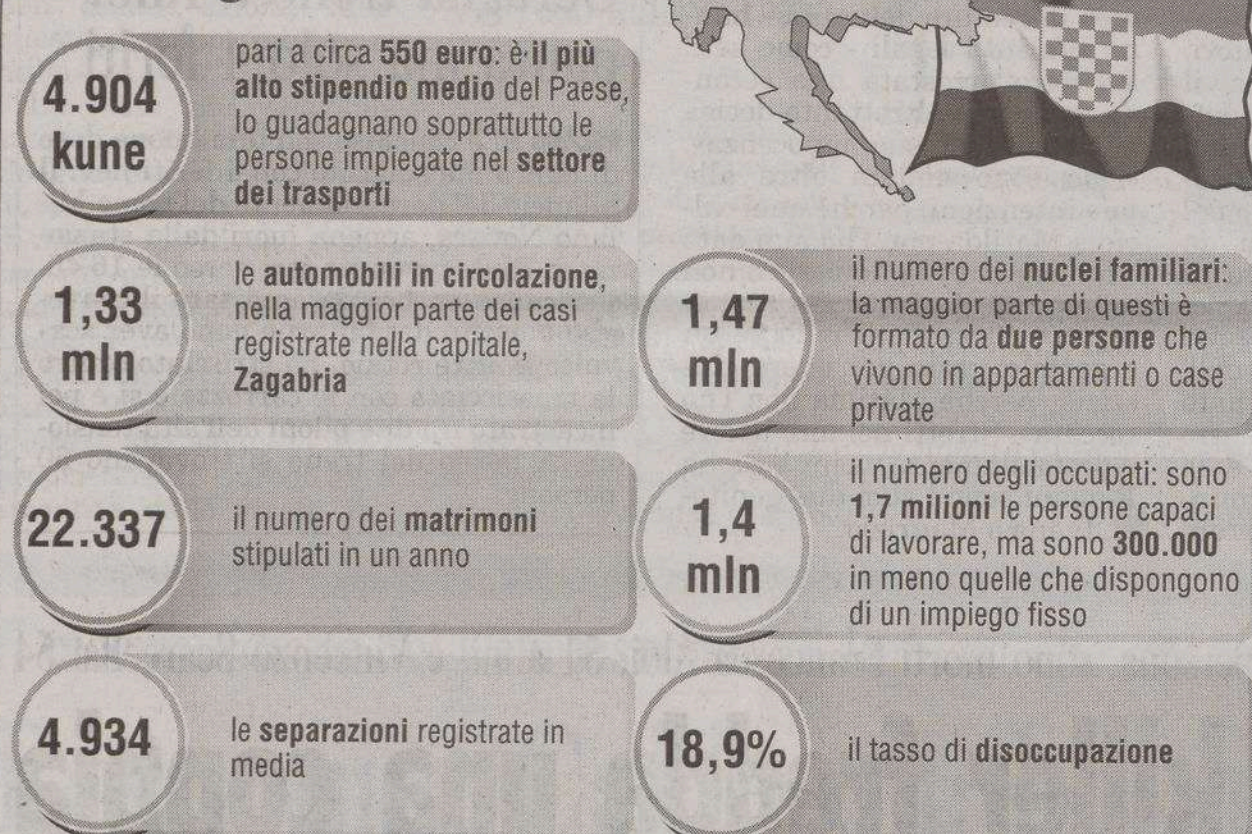 4.904
kune
pari a circa 550 euro: è il più
alto stipendio medio del Paese,
lo guadagnano soprattutto le
persone impiegate nel settore
dei trasporti
1,33
mln
le automobili in circolazione,
nella maggior parte dei casi
registrate nella capitale,
Zagabria
22.337
il numero dei matrimoni
stipulati in un anno
4.934
le separazioni registrate in
media
1,47
mln
il numero dei nuclei familiari:
la maggior parte di questi è
formato da due persone che
vivono in appartamenti o case
private
1,4
mln
il numero degli occupati: sono
1,7 milioni le persone capaci
di lavorare, ma sono 300.000
in meno quelle che dispongono
di un impiego fisso
18,9%
il tasso di disoccupazione